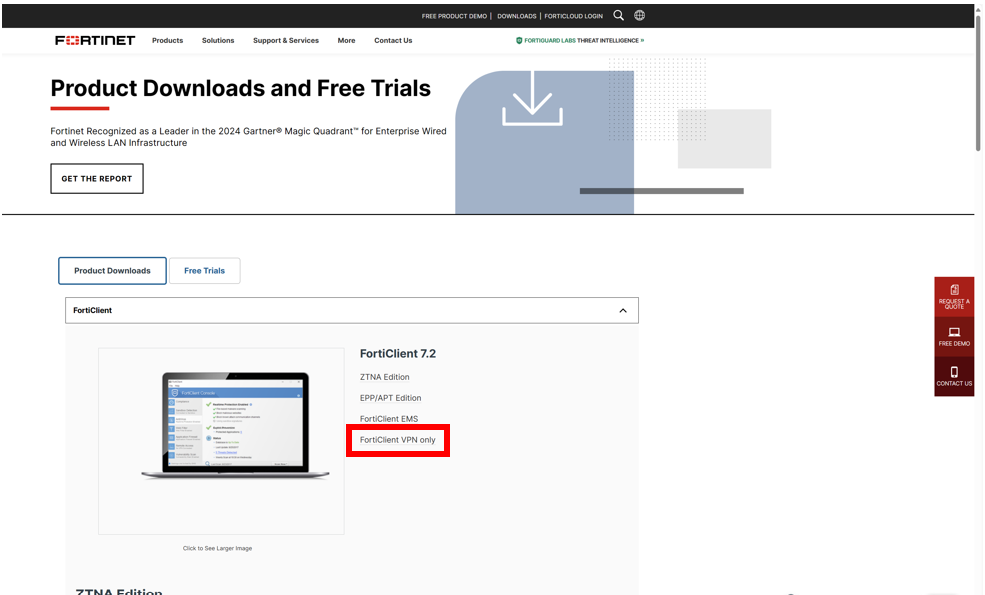 FREE PRODUCT DEMO | DOWNLOADS | FORTICLOUD LOGIN
FORTINET
Products Solutions Support & Services More Contact Us
FORTIGUARD LABS THREAT INTELLIGENCE »
Product Downloads and Free Trials
Fortinet Recognized as a Leader in the 2024 Gartner® Magic Quadrant™ for Enterprise Wired
and Wireless LAN Infrastructure
GET THE REPORT
Product Downloads
Free Trials
REQUEST A
QUOTE
FREE DEMO
CONTACT US
FortiClient
FortiClient 7.2
ZTNA Edition
EPP/APT Edition
FortiClient EMS
FortiClient VPN only
FortiClient Console
Click to See Larger Image
ZTNA Edition